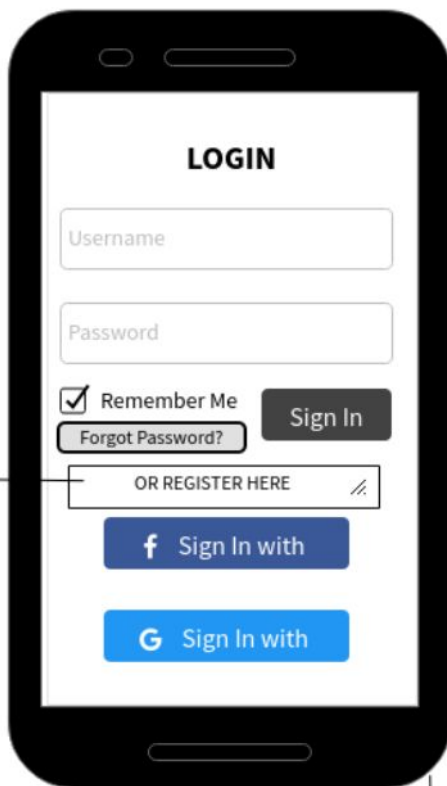 LOGIN
Username
Password
Remember Me
Sign In
Forgot Password?
OR REGISTER HERE
f Sign In with
G Sign In with